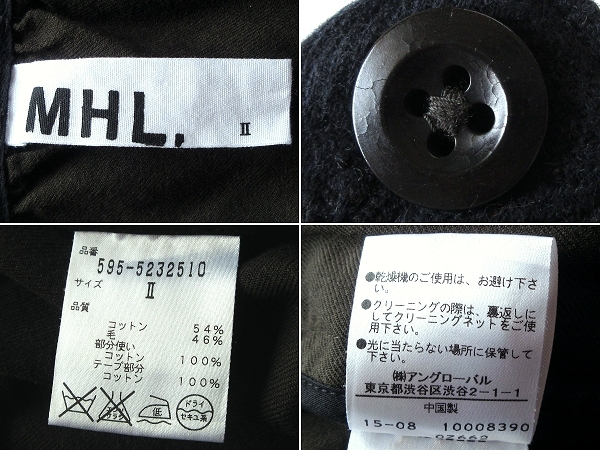 MHL.
II
品番
595-5232510
サイズ
II
品質
コットン 54%
毛 46%
部分使い
コットン 100%
テープ部分
コットン 100%
低
ドライ
セキユ系
●乾燥機のご使用は、お避け下さ
い。
●クリーニングの際は、裏返しに
してクリーニングネットをご使
用下さい。
●光に当たらない場所に保管して
下さい。
㈱アングローバル
東京都渋谷区渋谷2-1-1
中国製
15-08 10008390